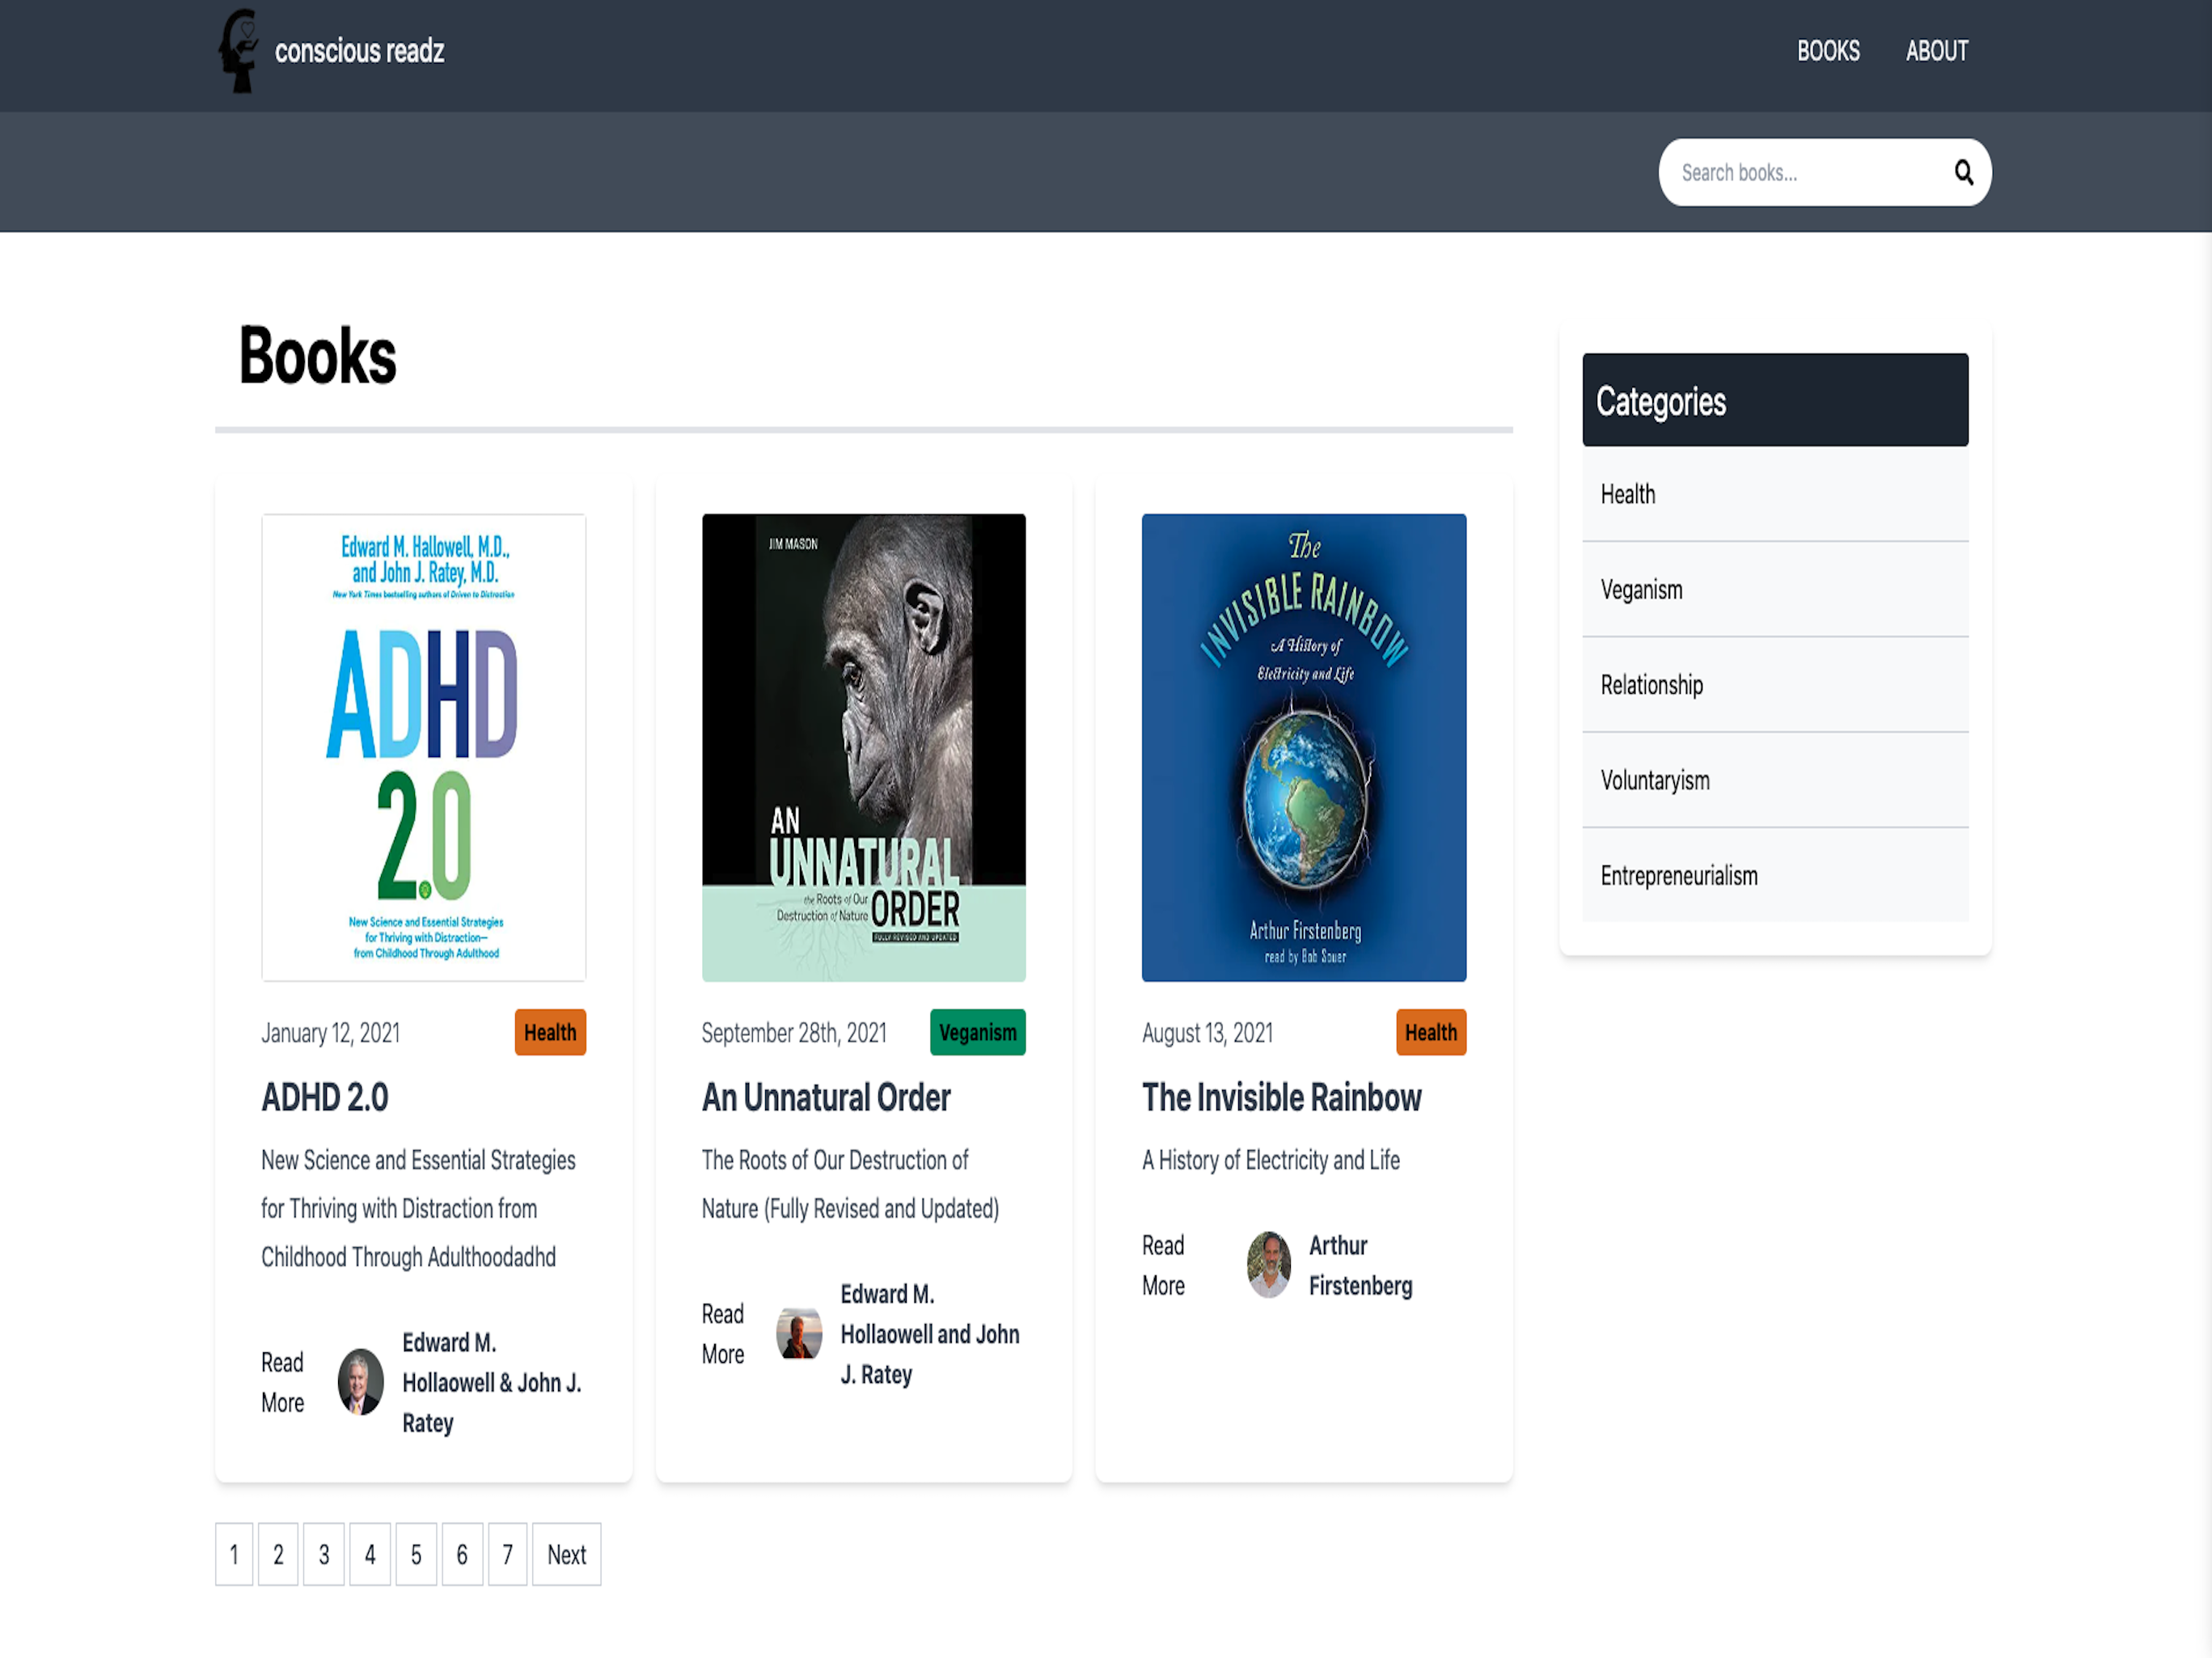 conscious readz
BOOKS ABOUT
Search books...
Books
Edward M. Hallowell, M.D.,
and John J. Ratey, M.D.
New York Times bestselling authors of Driven to Distraction
ADHD
2.0
New Science and Essential Strategies
for Thriving with Distraction—
from Childhood Through Adulthood
January 12, 2021 Health
ADHD 2.0
New Science and Essential Strategies
for Thriving with Distraction from
Childhood Through Adulthoodadhd
Read
More
Edward M.
Hollaowell & John J.
Ratey
JIM MASON
AN
UNNATURAL
the Roots of Our
Destruction of Nature
ORDER
FULLY REVISED AND UPDATED
September 28th, 2021 Veganism
An Unnatural Order
The Roots of Our Destruction of
Nature (Fully Revised and Updated)
Read
More
Edward M.
Hollaowell and John
J. Ratey
The
INVISIBLE RAINBOW
A History of
Electricity and Life
Arthur Firstenberg
read by Bob Souer
August 13, 2021 Health
The Invisible Rainbow
A History of Electricity and Life
Read
More
Arthur
Firstenberg
Categories
Health
Veganism
Relationship
Voluntaryism
Entrepreneurialism
1 2 3 4 5 6 7 Next